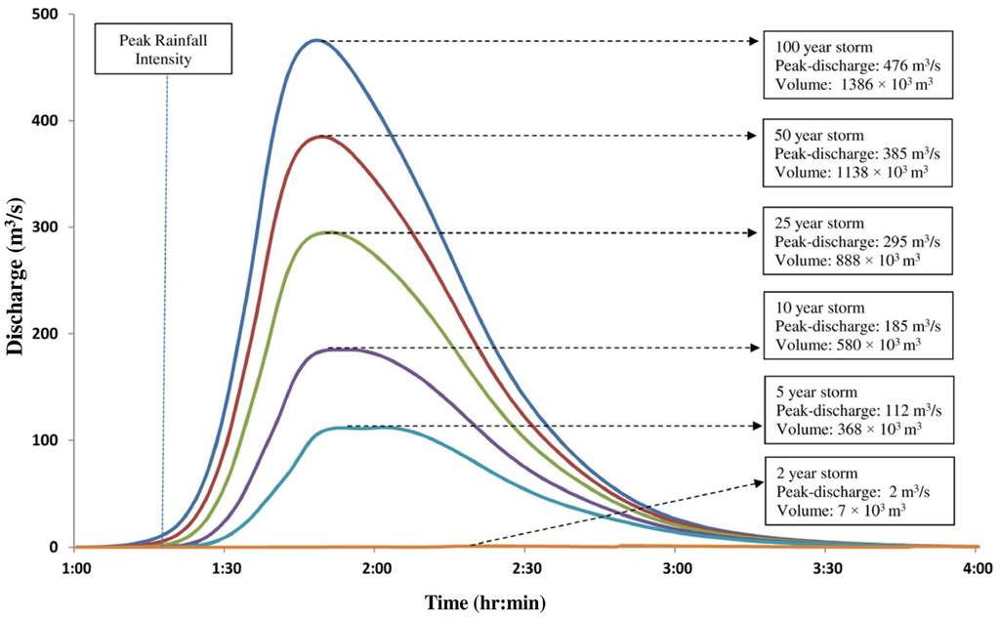 500
400
300
200
100
0
Discharge (m³/s)
Peak Rainfall
Intensity
100 year storm
Peak-discharge: 476 m³/s
Volume: 1386 × 10³ m³
50 year storm
Peak-discharge: 385 m³/s
Volume: 1138 × 10³ m³
25 year storm
Peak-discharge: 295 m³/s
Volume: 888 × 10³ m³
10 year storm
Peak-discharge: 185 m³/s
Volume: 580 × 10³ m³
5 year storm
Peak-discharge: 112 m³/s
Volume: 368 × 10³ m³
2 year storm
Peak-discharge: 2 m³/s
Volume: 7 × 10³ m³
1:00 1:30 2:00 2:30 3:00 3:30 4:00
Time (hr:min)